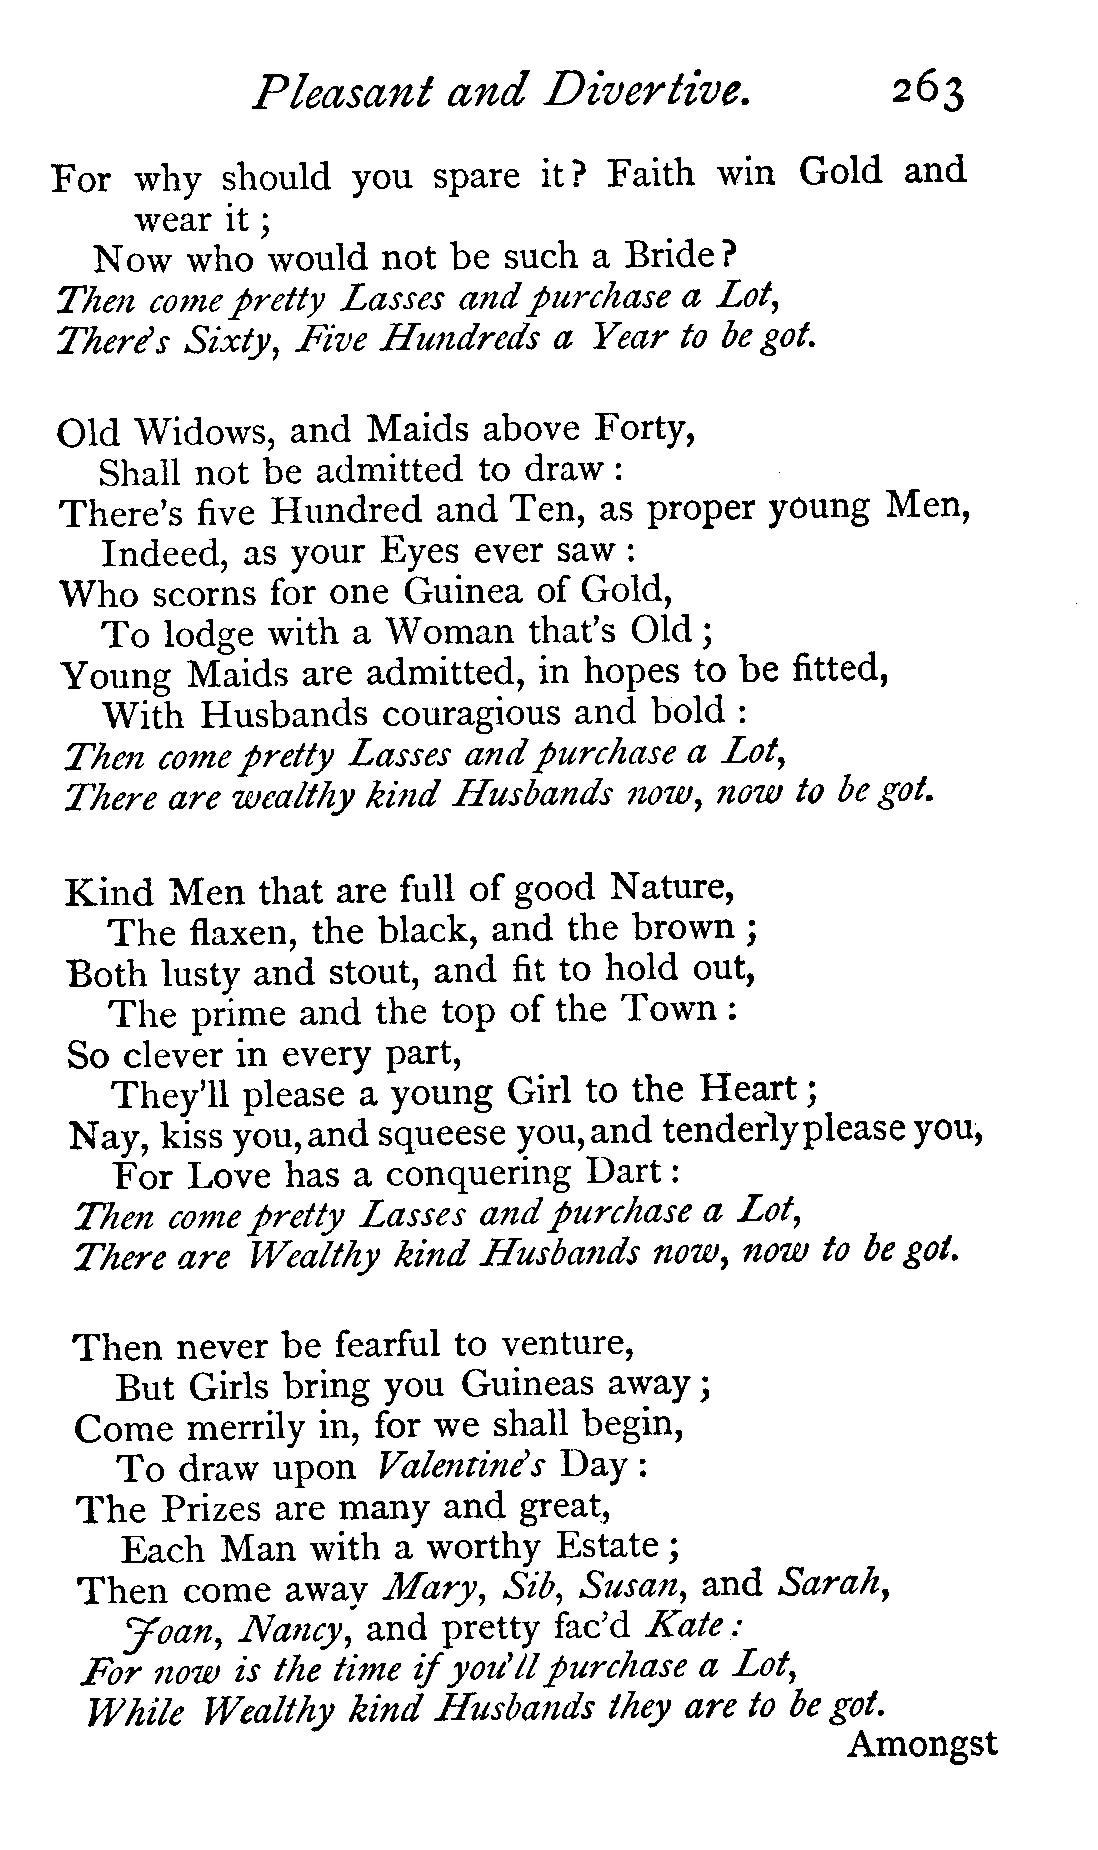 Pleasant and Divertive. 263
For why should you spare it? Faith win Gold and
wear it;
Now who would not be such a Bride?
Then come pretty Lasses and purchase a Lot,
There's Sixty, Five Hundreds a Year to be got.
Old Widows, and Maids above Forty,
Shall not be admitted to draw:
There's five Hundred and Ten, as proper young Men,
Indeed, as your Eyes ever saw:
Who scorns for one Guinea of Gold,
To lodge with a Woman that's Old;
Young Maids are admitted, in hopes to be fitted,
With Husbands couragious and bold:
Then come pretty Lasses and purchase a Lot,
There are wealthy kind Husbands now, now to be got.
Kind Men that are full of good Nature,
The flaxen, the black, and the brown;
Both lusty and stout, and fit to hold out,
The prime and the top of the Town:
So clever in every part,
They'll please a young Girl to the Heart;
Nay, kiss you, and squeese you, and tenderly please you,
For Love has a conquering Dart:
Then come pretty Lasses and purchase a Lot,
There are Wealthy kind Husbands now, now to be got.
Then never be fearful to venture,
But Girls bring you Guineas away;
Come merrily in, for we shall begin,
To draw upon Valentine's Day:
The Prizes are many and great,
Each Man with a worthy Estate;
Then come away Mary, Sib, Susan, and Sarah,
Joan, Nancy, and pretty fac'd Kate:
For now is the time if you'll purchase a Lot,
While Wealthy kind Husbands they are to be got.
Amongst